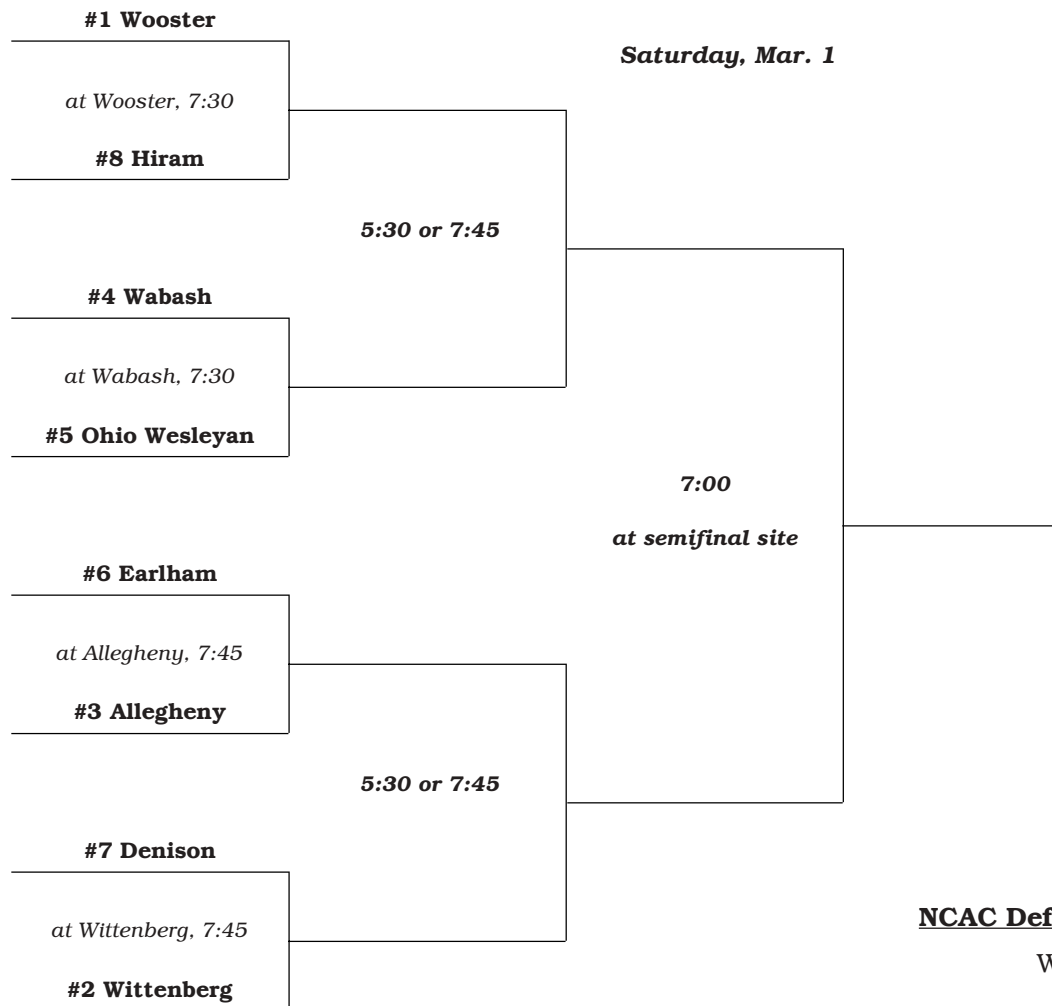 #1 Wooster
Saturday, Mar. 1
at Wooster, 7:30
#8 Hiram
5:30 or 7:45
#4 Wabash
at Wabash, 7:30
#5 Ohio Wesleyan
7:00
at semifinal site
#6 Earlham
at Allegheny, 7:45
#3 Allegheny
5:30 or 7:45
#7 Denison
at Wittenberg, 7:45
#2 Wittenberg
NCAC Def
W